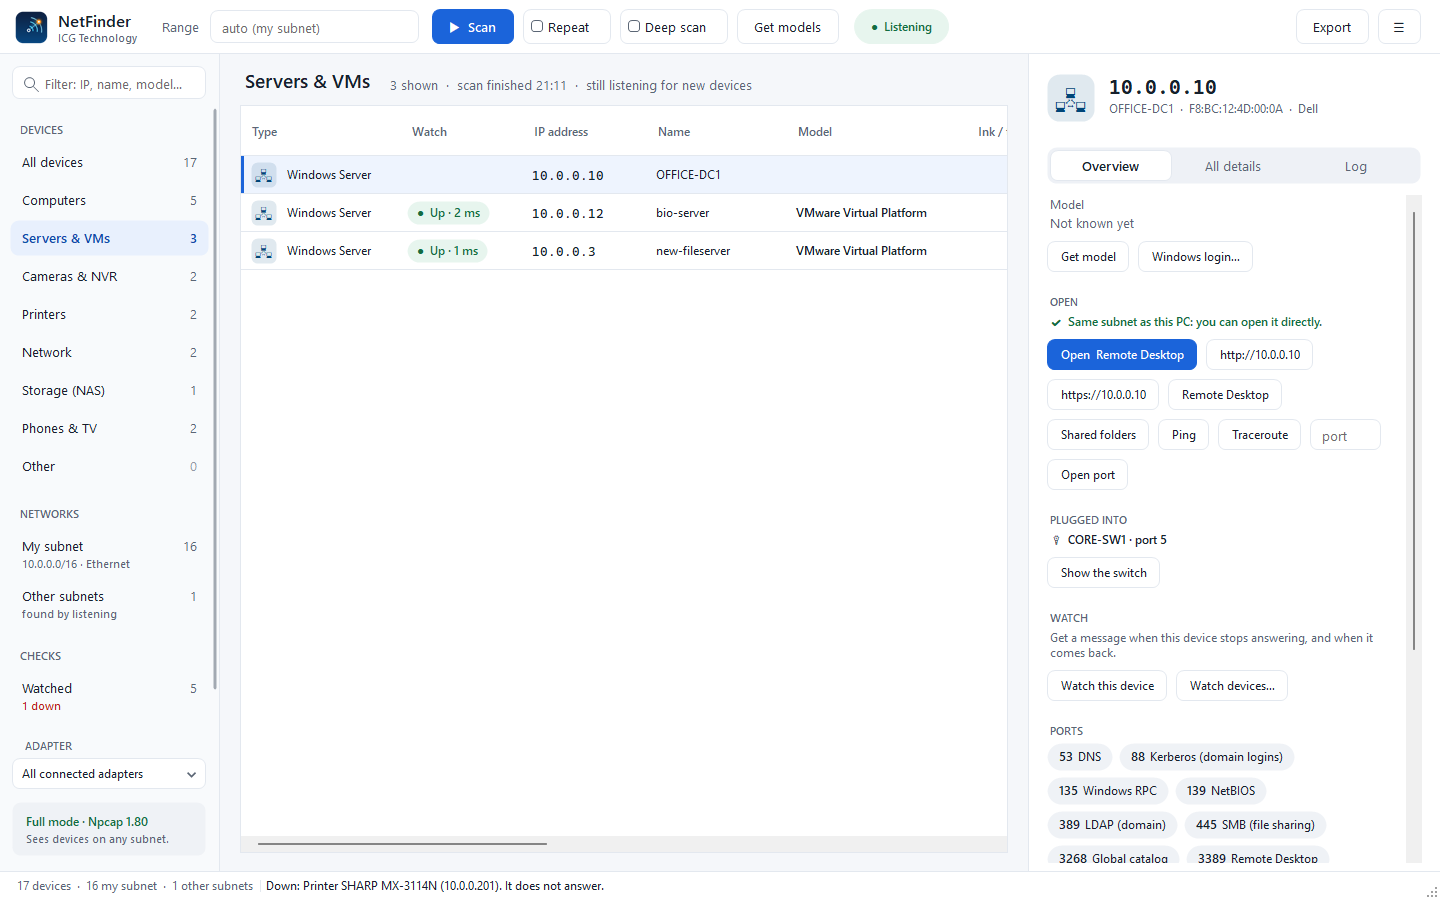 NetFinder
ICG Technology
Range
auto (my subnet)
Scan
Repeat
Deep scan
Get models
Listening
Export
Filter: IP, name, model...
DEVICES
All devices 17
Computers 5
Servers & VMs 3
Cameras & NVR 2
Printers 2
Network 2
Storage (NAS) 1
Phones & TV 2
Other 0
NETWORKS
My subnet 16
10.0.0.0/16 · Ethernet
Other subnets 1
found by listening
CHECKS
Watched 5
1 down
ADAPTER
All connected adapters
Full mode · Npcap 1.80
Sees devices on any subnet.
Servers & VMs 3 shown · scan finished 21:11 · still listening for new devices
Type Watch IP address Name Model Ink /
Windows Server 10.0.0.10 OFFICE-DC1
Windows Server Up · 2 ms 10.0.0.12 bio-server VMware Virtual Platform
Windows Server Up · 1 ms 10.0.0.3 new-fileserver VMware Virtual Platform
10.0.0.10
OFFICE-DC1 · F8:BC:12:4D:00:0A · Dell
Overview All details Log
Model
Not known yet
Get model Windows login...
OPEN
Same subnet as this PC: you can open it directly.
Open Remote Desktop http://10.0.0.10
https://10.0.0.10 Remote Desktop
Shared folders Ping Traceroute port
Open port
PLUGGED INTO
CORE-SW1 · port 5
Show the switch
WATCH
Get a message when this device stops answering, and when it
comes back.
Watch this device Watch devices...
PORTS
53 DNS 88 Kerberos (domain logins)
135 Windows RPC 139 NetBIOS
389 LDAP (domain) 445 SMB (file sharing)
3268 Global catalog 3389 Remote Desktop
17 devices · 16 my subnet · 1 other subnets Down: Printer SHARP MX-3114N (10.0.0.201). It does not answer.